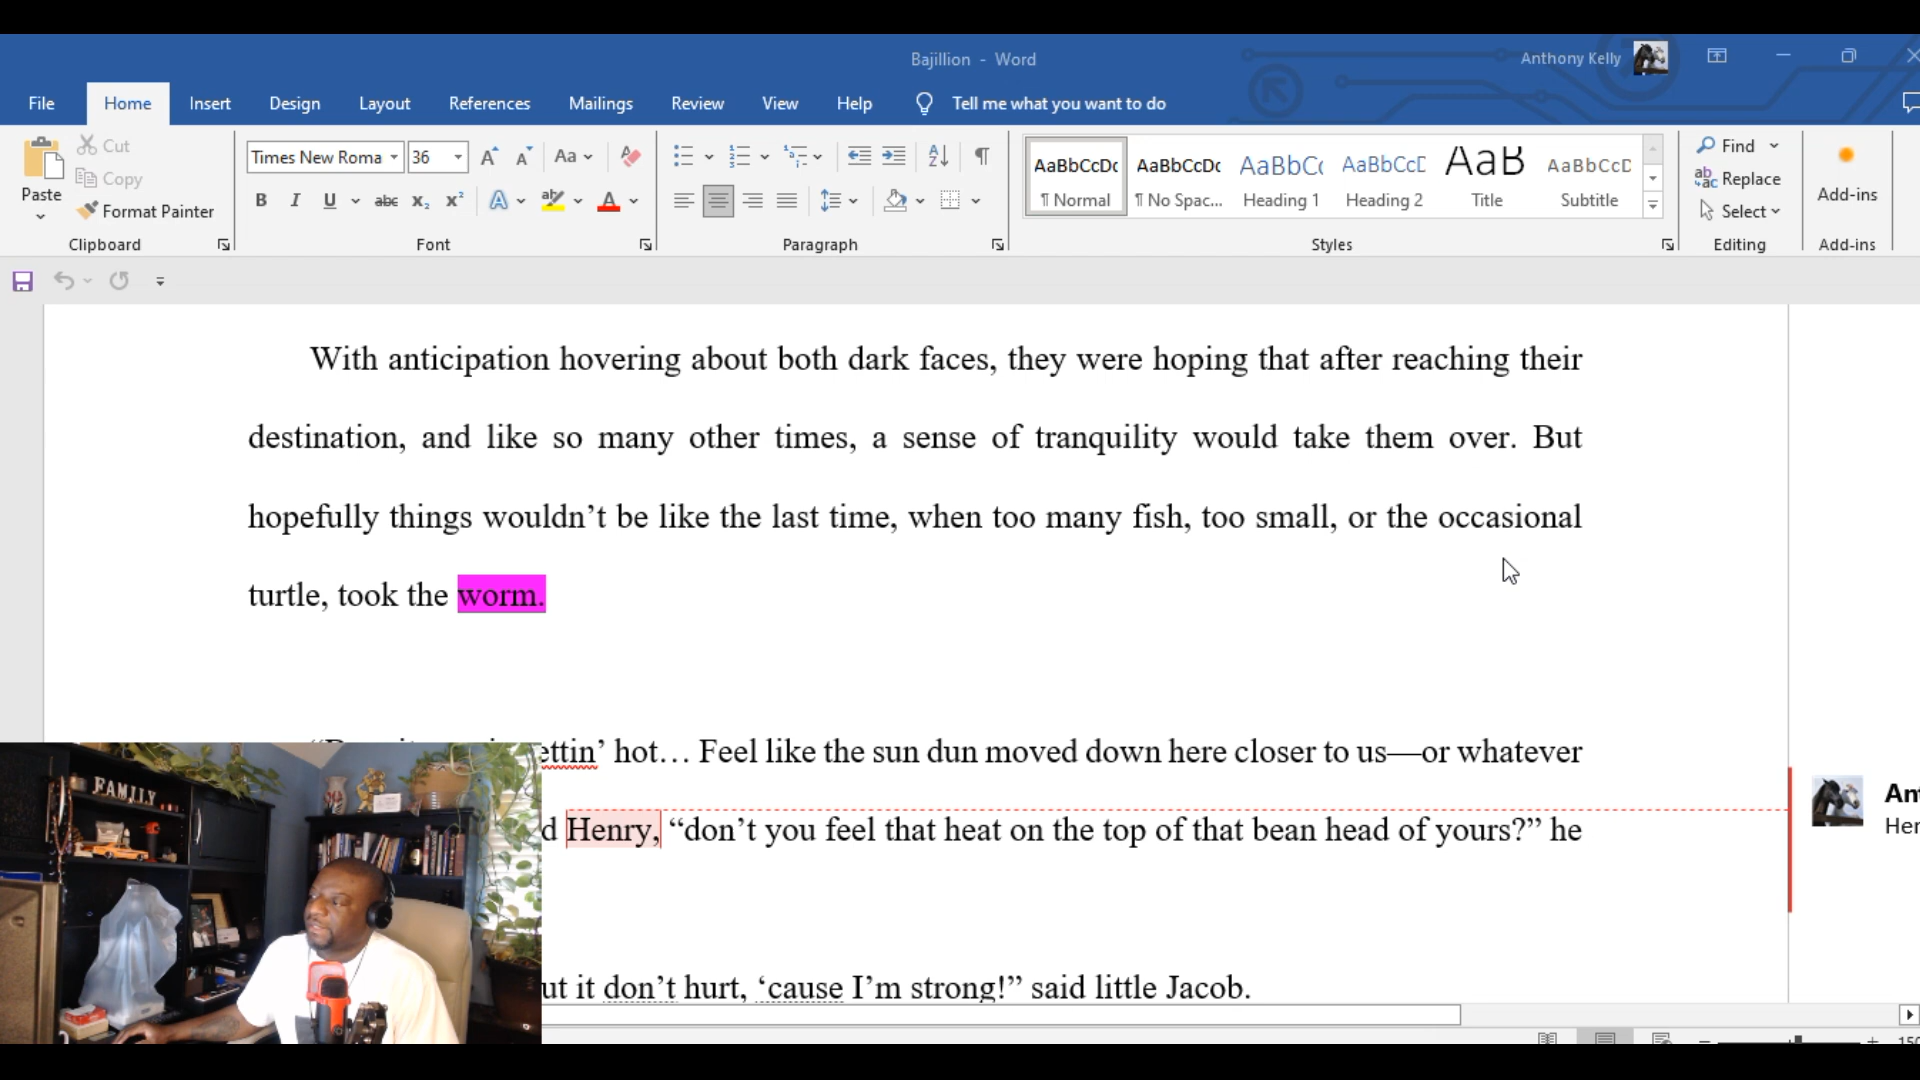 Bajillion - Word
Anthony Kelly
File Home Insert Design Layout References Mailings Review View Help Tell me what you want to do
Paste
Cut
Copy
Format Painter
Clipboard
Times New Roma 36
Font
Paragraph
AaBbCcDc AaBbCcDc AaBbC AaBbCcD AaB AaBbCcD
¶ Normal ¶ No Spac... Heading 1 Heading 2 Title Subtitle
Styles
Find
Replace
Select
Editing
Add-ins
Add-ins
With anticipation hovering about both dark faces, they were hoping that after reaching their
destination, and like so many other times, a sense of tranquility would take them over. But
hopefully things wouldn’t be like the last time, when too many fish, too small, or the occasional
turtle, took the worm.
ettin’ hot… Feel like the sun dun moved down here closer to us—or whatever
d Henry, “don’t you feel that heat on the top of that bean head of yours?” he
ut it don’t hurt, ‘cause I’m strong!” said little Jacob.
An
Her
FAMILY